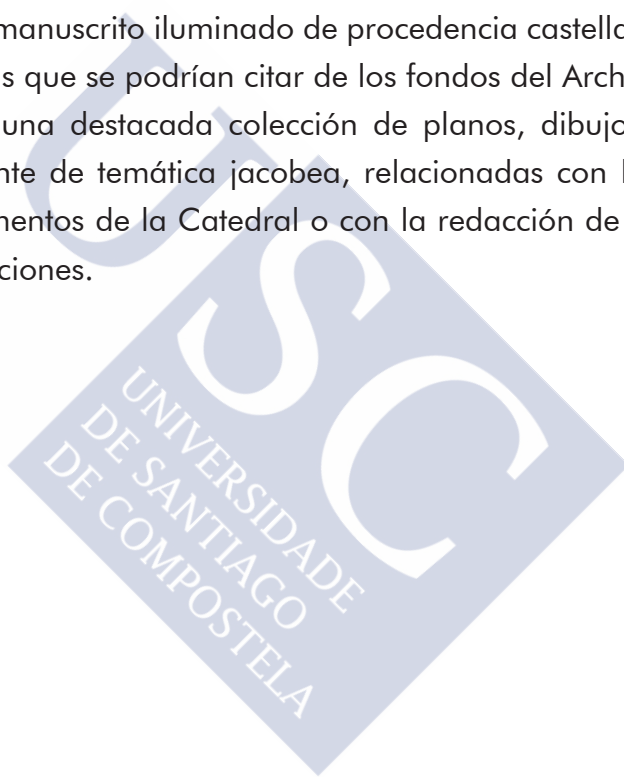 manuscrito iluminado de procedencia castella
s que se podrían citar de los fondos del Arch
una destacada colección de planos, dibujo
nte de temática jacobea, relacionadas con l
mentos de la Catedral o con la redacción de
ciones.
USC
UNIVERSIDADE
DE SANTIAGO
DE COMPOSTELA